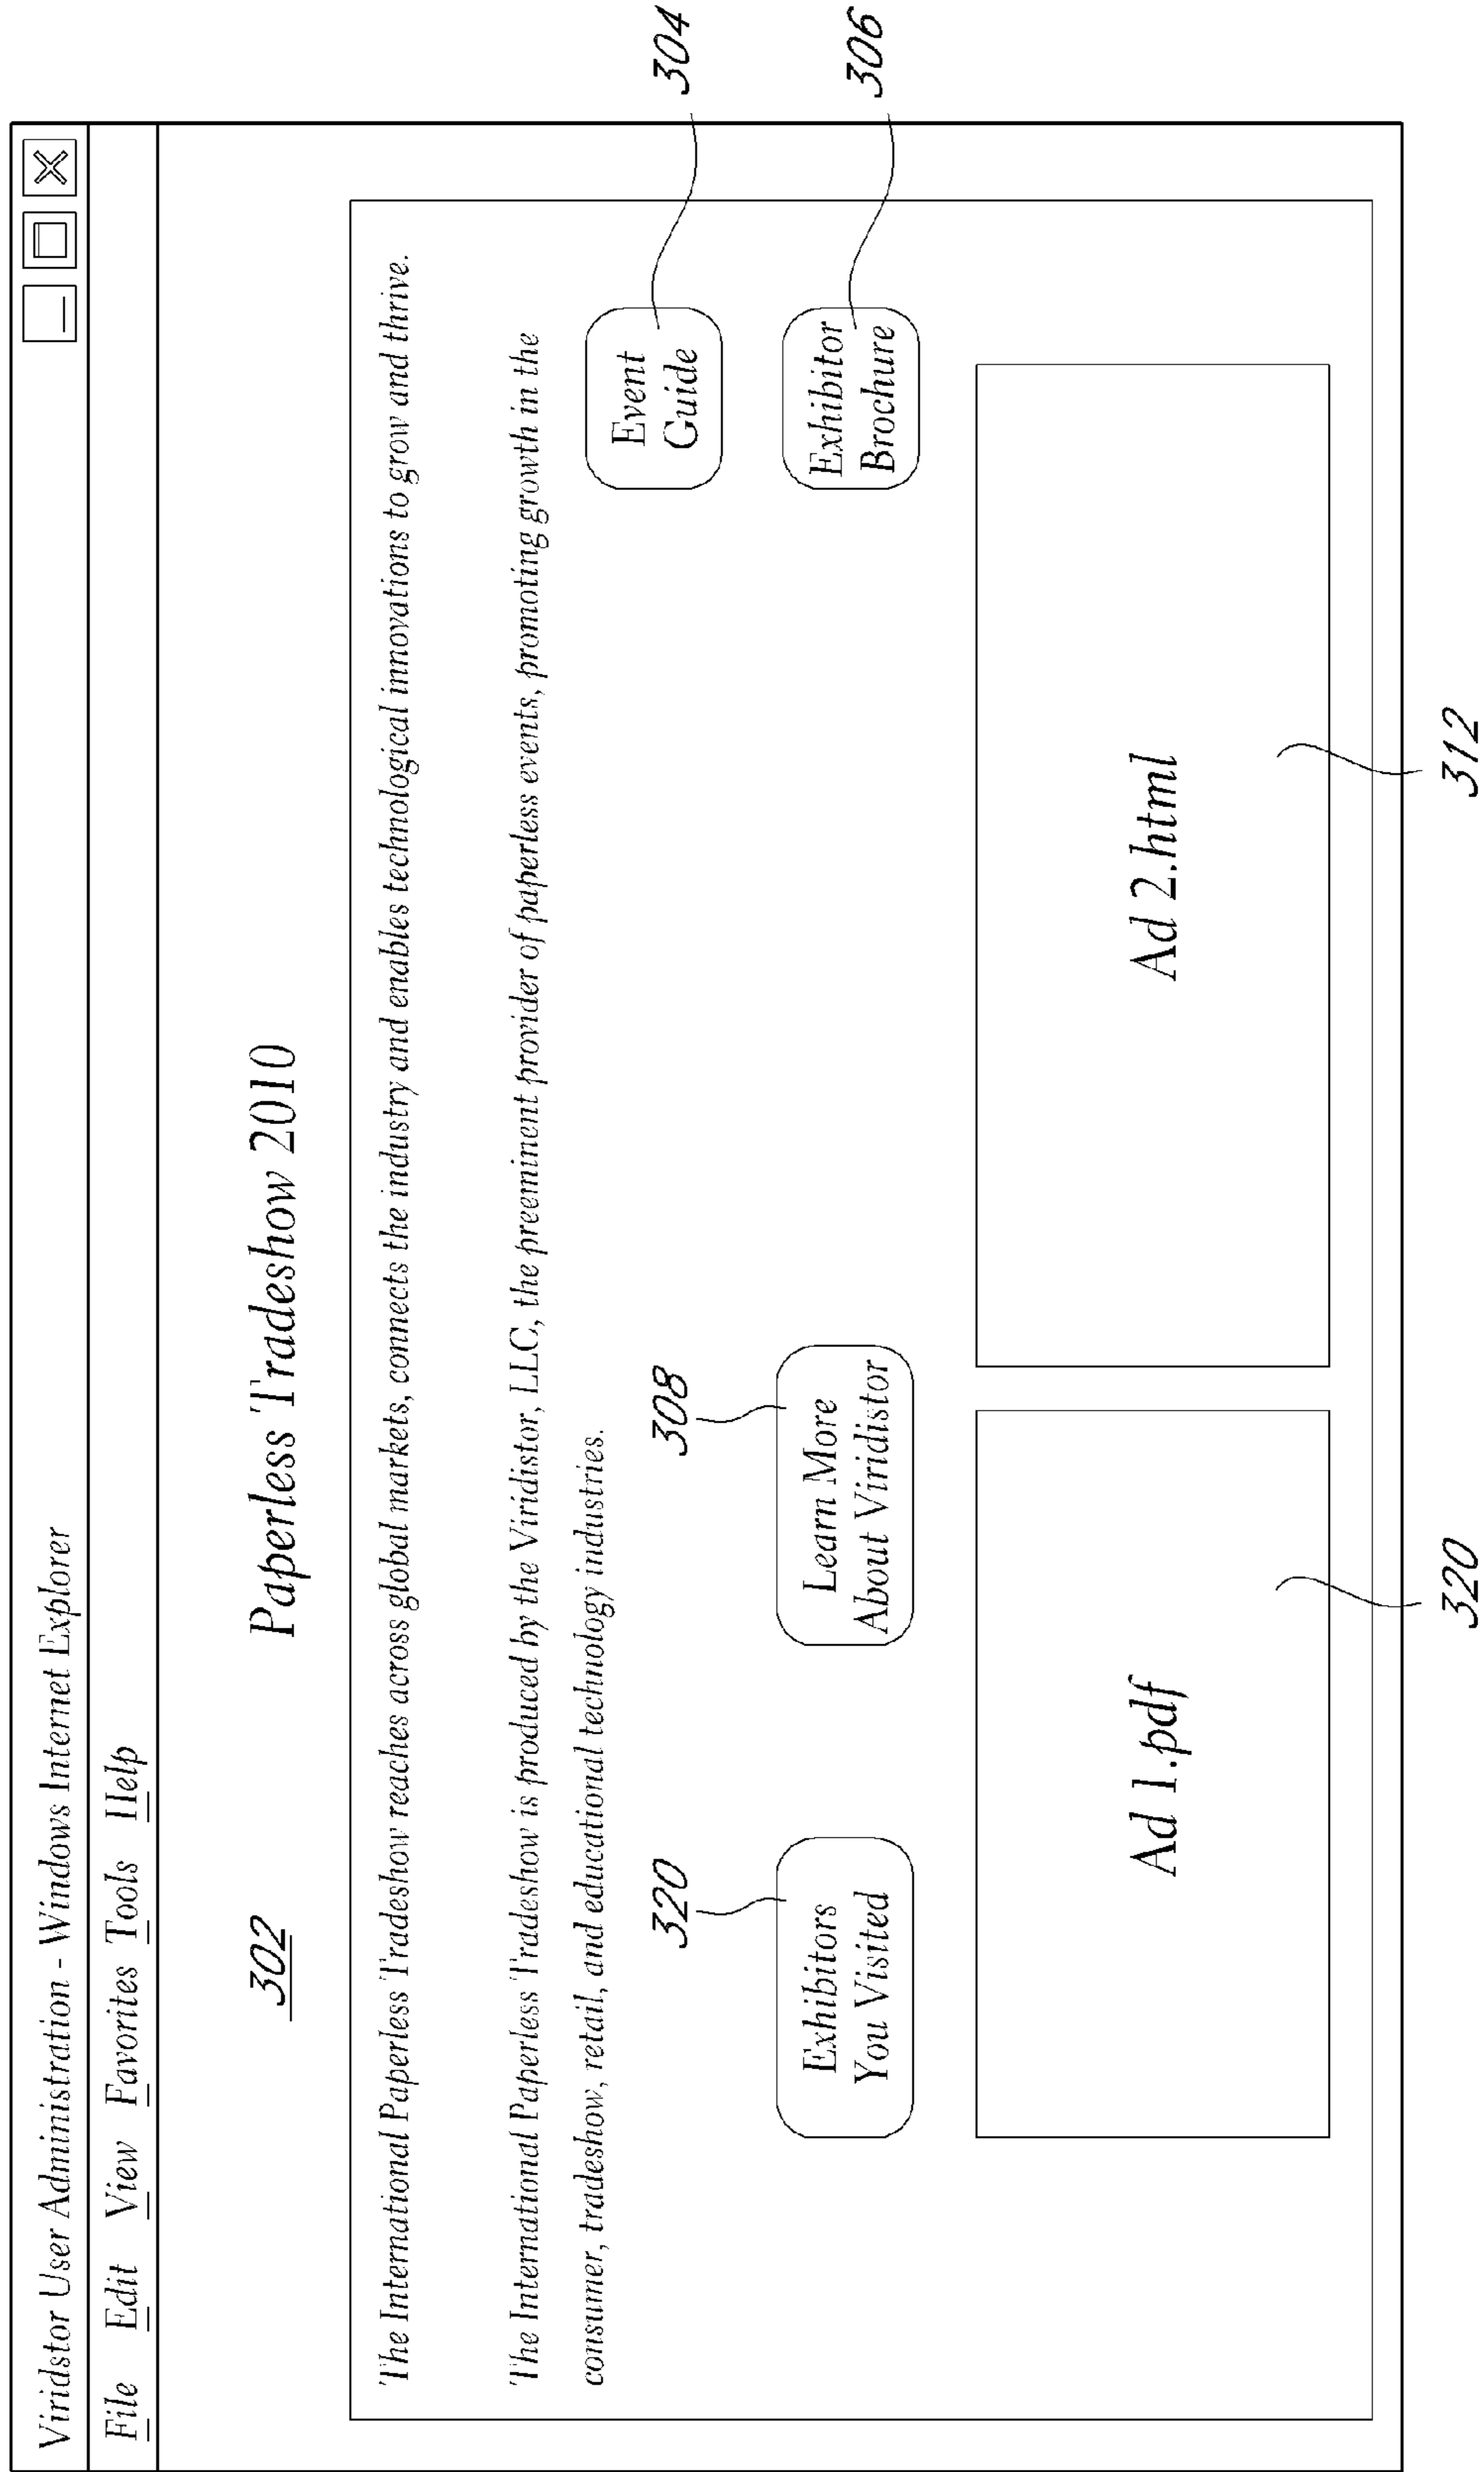 Viridstor User Administration - Windows Internet Explorer
File Edit View Favorites Tools Help
302
Paperless Tradeshow 2010
The International Paperless Tradeshow reaches across global markets, connects the industry and enables technological innovations to grow and thrive.
The International Paperless Tradeshow is produced by the Viridistor, LLC, the preeminent provider of paperless events, promoting growth in the
consumer, tradeshow, retail, and educational technology industries.
Event
Guide
304
320
Exhibitors
You Visited
308
Learn More
About Viridistor
Exhibitor
Brochure
306
Ad 1.pdf
Ad 2.html
320
312